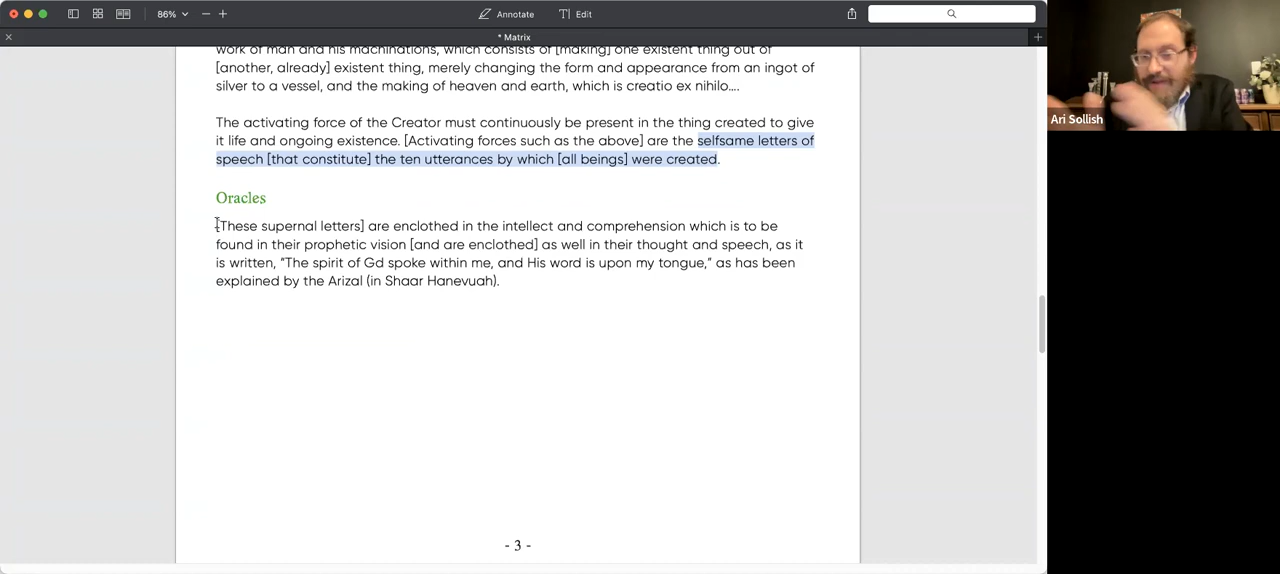 86%
Annotate
Edit
* Matrix
work of man and his machinations, which consists of [making] one existent thing out of
[another, already] existent thing, merely changing the form and appearance from an ingot of
silver to a vessel, and the making of heaven and earth, which is creatio ex nihilo....
The activating force of the Creator must continuously be present in the thing created to give
it life and ongoing existence. [Activating forces such as the above] are the selfsame letters of
speech [that constitute] the ten utterances by which [all beings] were created.
Oracles
[These supernal letters] are enclothed in the intellect and comprehension which is to be
found in their prophetic vision [and are enclothed] as well in their thought and speech, as it
is written, “The spirit of Gd spoke within me, and His word is upon my tongue,” as has been
explained by the Arizal (in Shaar Hanevuah).
- 3 -
Ari Sollish